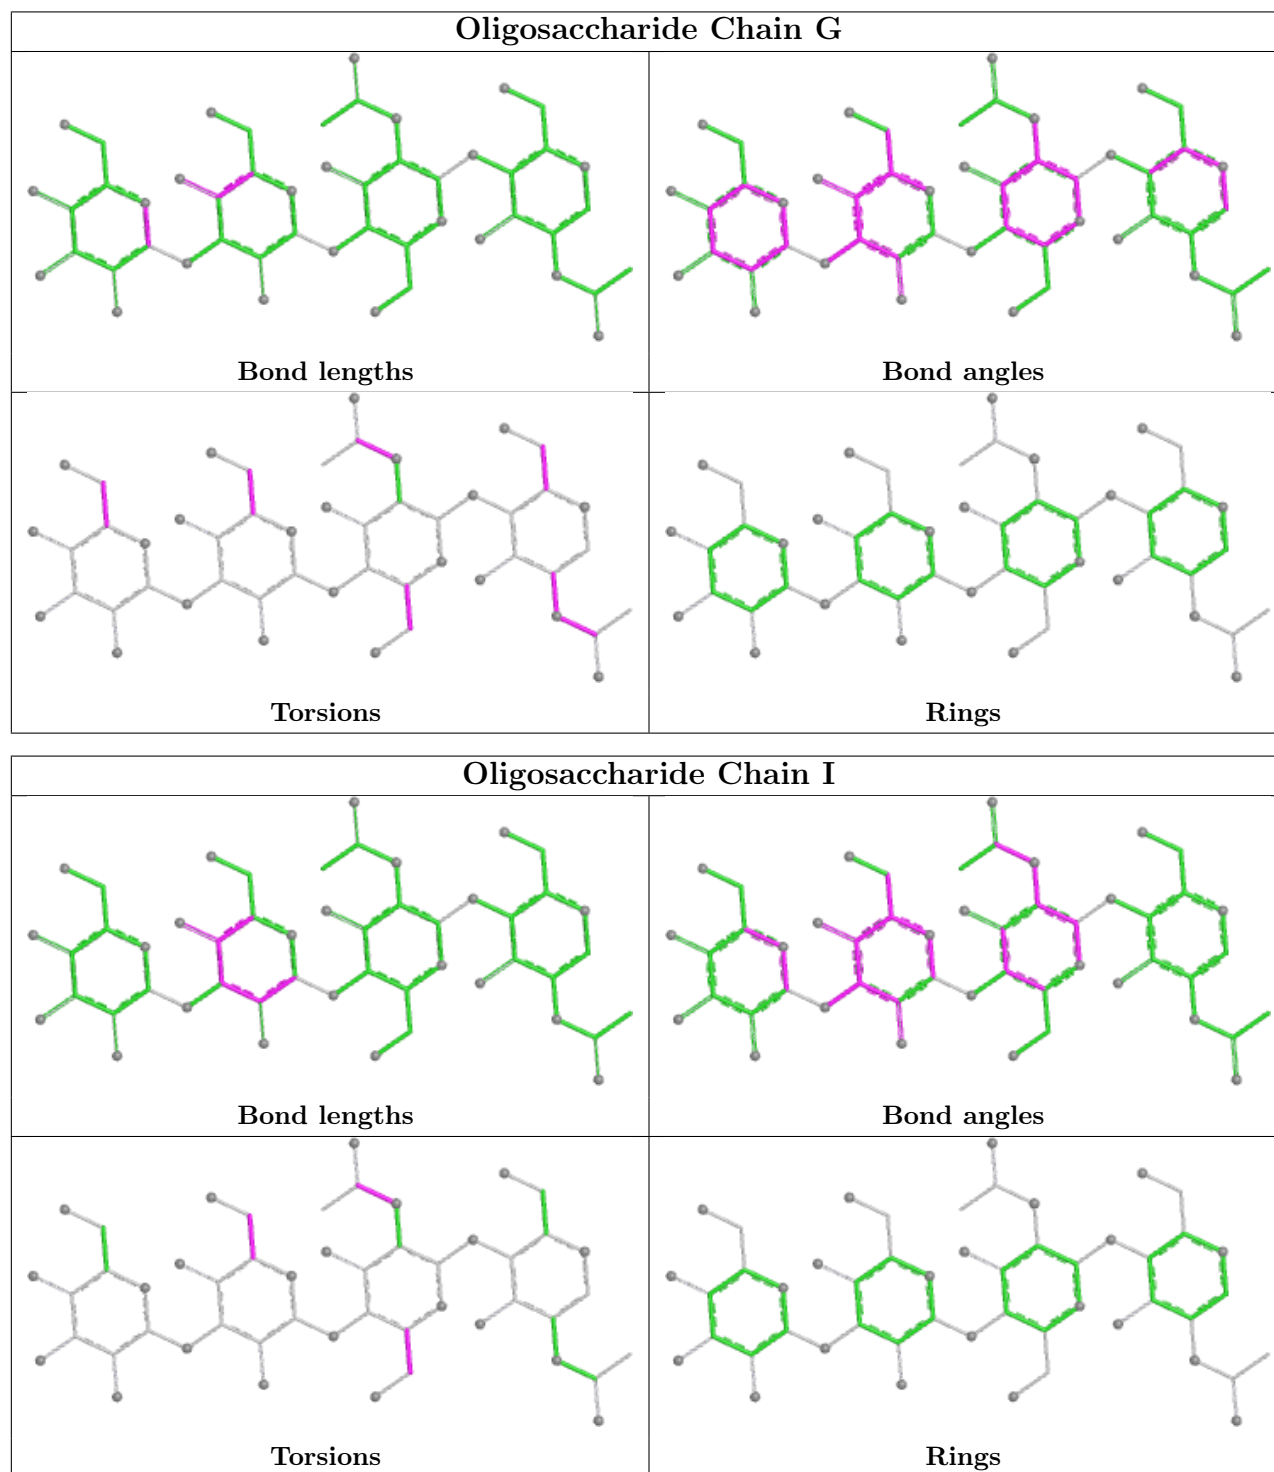 Oligosaccharide Chain G
Bond lengths
Bond angles
Torsions
Rings
Oligosaccharide Chain I
Bond lengths
Bond angles
Torsions
Rings